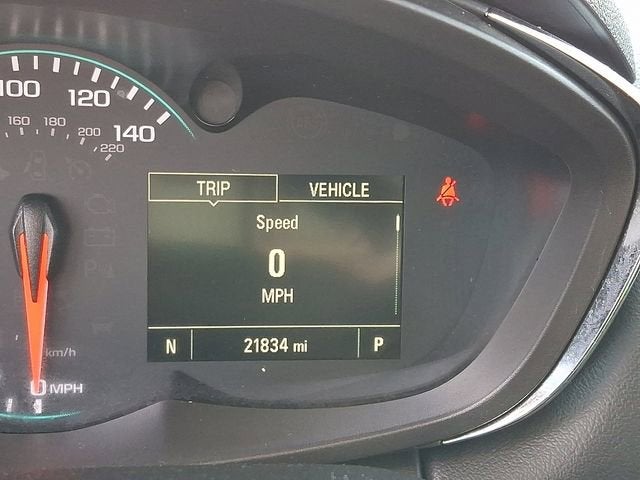 100
120
140
160
180
200
220
TRIP VEHICLE
Speed
0
MPH
N 21834 mi P
km/h
0 MPH